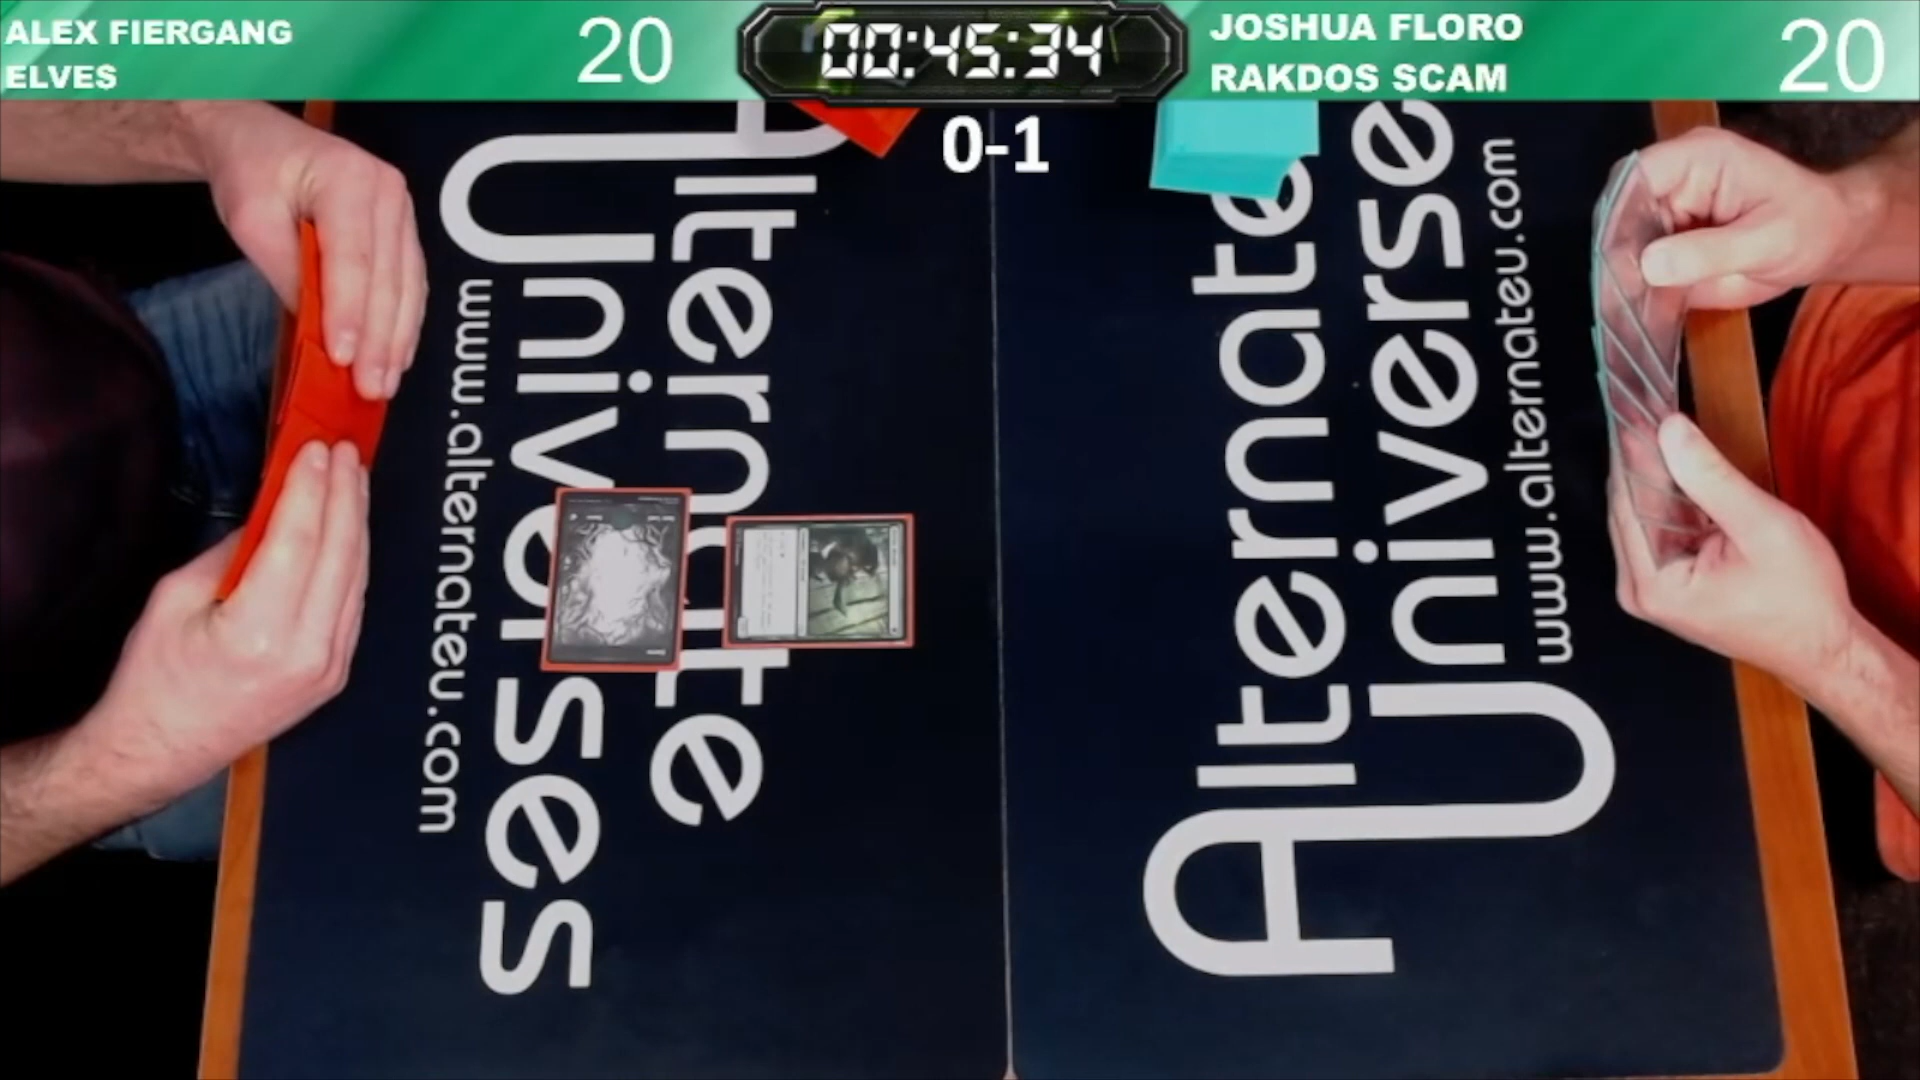 ALEX FIERGANG
ELVES
20
00:45:34
JOSHUA FLORO
RAKDOS SCAM
20
0-1
Alternate
Universes
www.alternateu.com
Alternate
Universe
www.alternateu.com